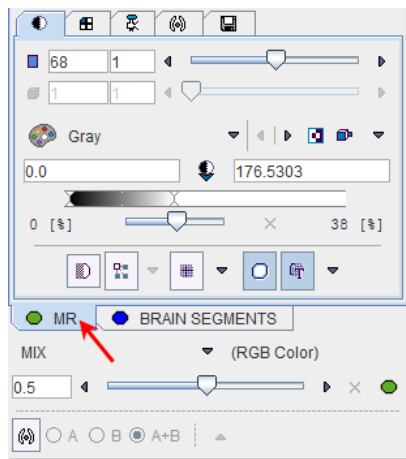 68 1
1 1
Gray
0.0 176.5303
0 [%] 38 [%]
MR BRAIN SEGMENTS
MIX (RGB Color)
0.5
A B A+B